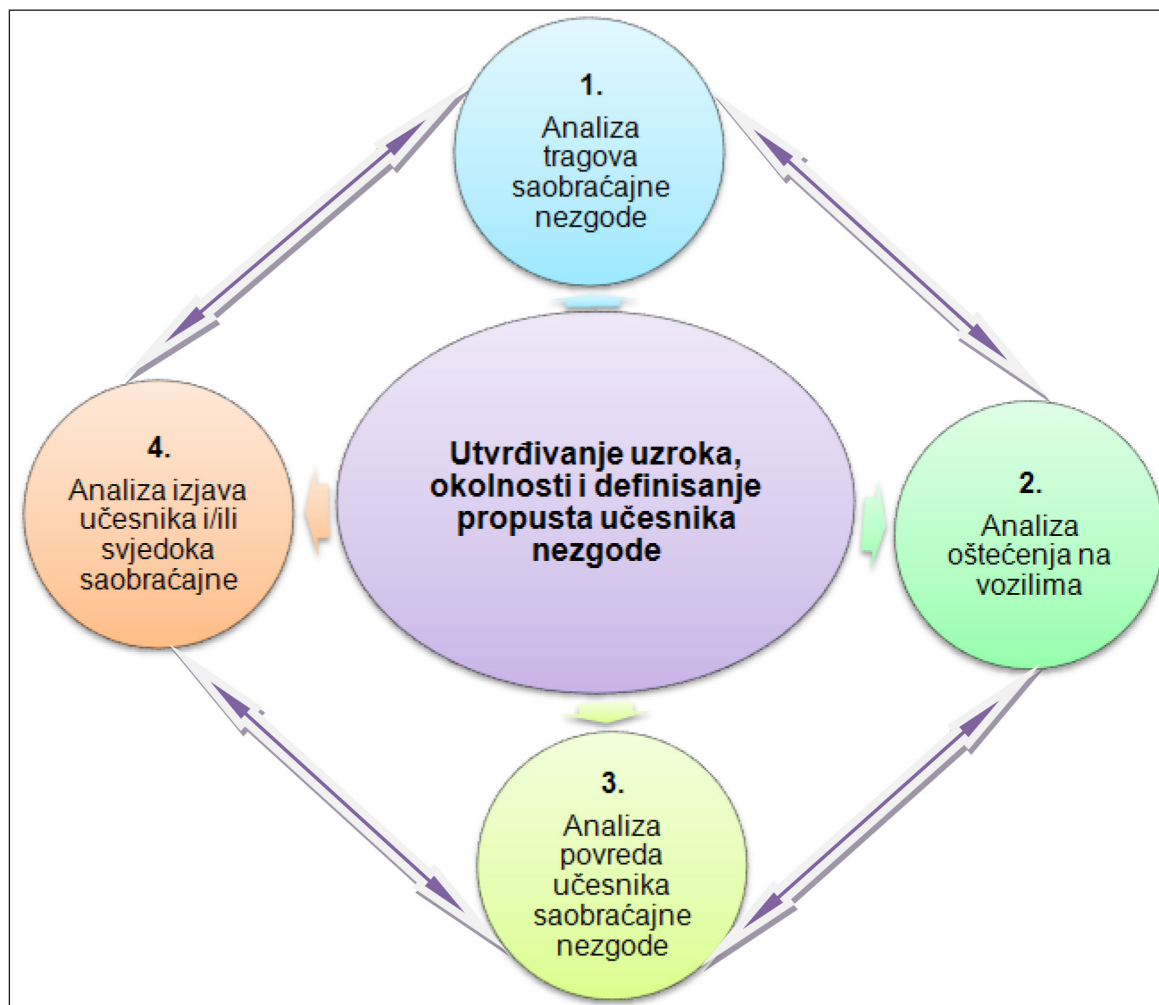 1.
Analiza
tragova
saobraćajne
nezgode
Utvrđivanje uzroka,
okolnosti i definisanje
propusta učesnika
nezgode
4.
Analiza izjava
učesnika i/ili
svjedoka
saobraćajne
2.
Analiza
oštećenja na
vozilima
3.
Analiza
povreda
učesnika
saobraćajne
nezgode